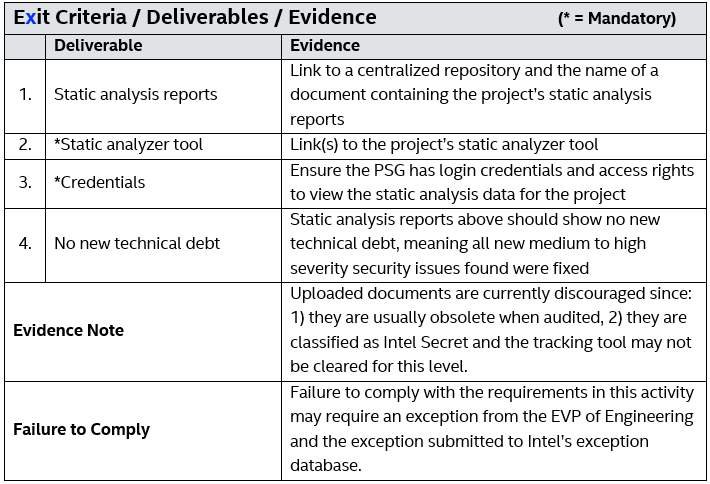 Exit Criteria / Deliverables / Evidence (* = Mandatory)
Deliverable Evidence
1. Static analysis reports Link to a centralized repository and the name of a
document containing the project's static analysis
reports
2. *Static analyzer tool Link(s) to the project's static analyzer tool
3. *Credentials Ensure the PSG has login credentials and access rights
to view the static analysis data for the project
4. No new technical debt Static analysis reports above should show no new
technical debt, meaning all new medium to high
severity security issues found were fixed
Evidence Note Uploaded documents are currently discouraged since:
1) they are usually obsolete when audited, 2) they are
classified as Intel Secret and the tracking tool may not
be cleared for this level.
Failure to Comply Failure to comply with the requirements in this activity
may require an exception from the EVP of Engineering
and the exception submitted to Intel's exception
database.